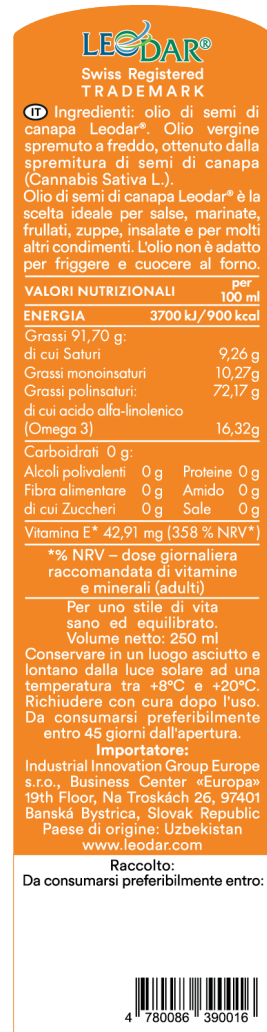 LEODAR®
Swiss Registered
TRADEMARK
IT Ingredienti: olio di semi di
canapa Leodar®. Olio vergine
spremuto a freddo, ottenuto dalla
spremitura di semi di canapa
(Cannabis Sativa L.).
Olio di semi di canapa Leodar® è la
scelta ideale per salse, marinate,
frullati, zuppe, insalate e per molti
altri condimenti. L'olio non è adatto
per friggere e cuocere al forno.
VALORI NUTRIZIONALI per
100 ml
ENERGIA 3700 kJ/900 kcal
Grassi 91,70 g:
di cui Saturi 9,26 g
Grassi monoinsaturi 10,27g
Grassi polinsaturi: 72,17 g
di cui acido alfa-linolenico
(Omega 3) 16,32g
Carboidrati 0 g:
Alcoli polivalenti 0 g Proteine 0 g
Fibra alimentare 0 g Amido 0 g
di cui Zuccheri 0 g Sale 0 g
Vitamina E* 42,91 mg (358 % NRV*)
*% NRV – dose giornaliera
raccomandata di vitamine
e minerali (adulti)
Per uno stile di vita
sano ed equilibrato.
Volume netto: 250 ml
Conservare in un luogo asciutto e
lontano dalla luce solare ad una
temperatura tra +8°C e +20°C.
Richiudere con cura dopo l'uso.
Da consumarsi preferibilmente
entro 45 giorni dall'apertura.
Importatore:
Industrial Innovation Group Europe
s.r.o., Business Center «Europa»
19th Floor, Na Troskách 26, 97401
Banská Bystrica, Slovak Republic
Paese di origine: Uzbekistan
www.leodar.com
Raccolto:
Da consumarsi preferibilmente entro:
4 780086 390016